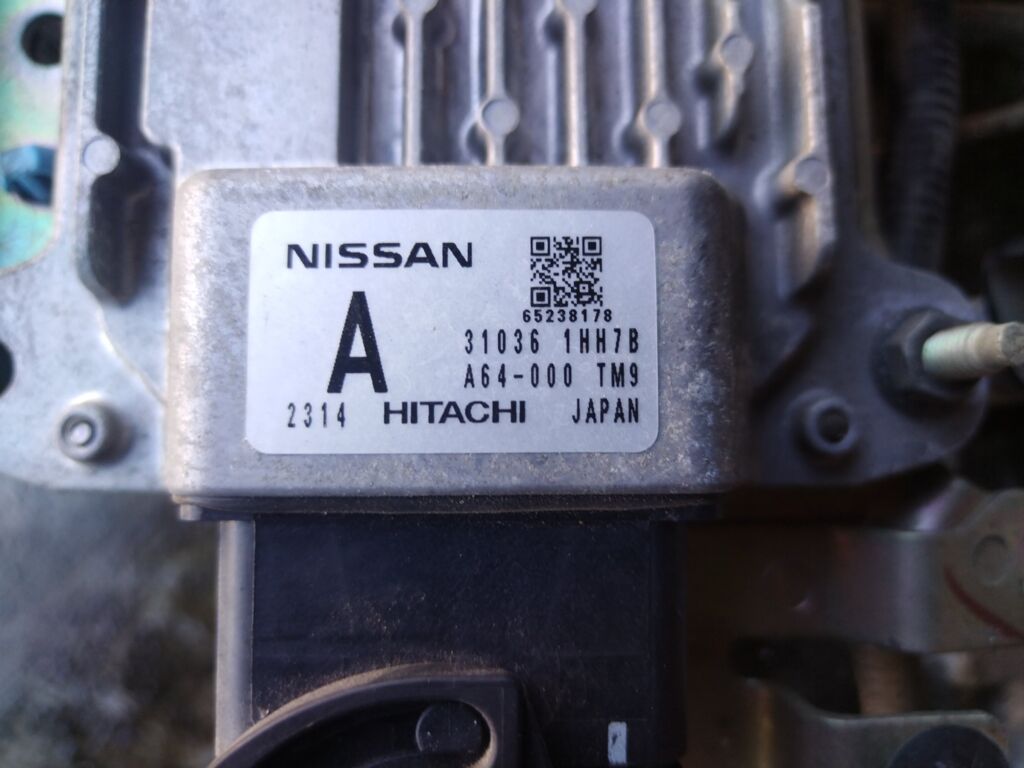 NISSAN
A
65238178
31036 1HH7B
A64-000 TM9
2314 HITACHI JAPAN